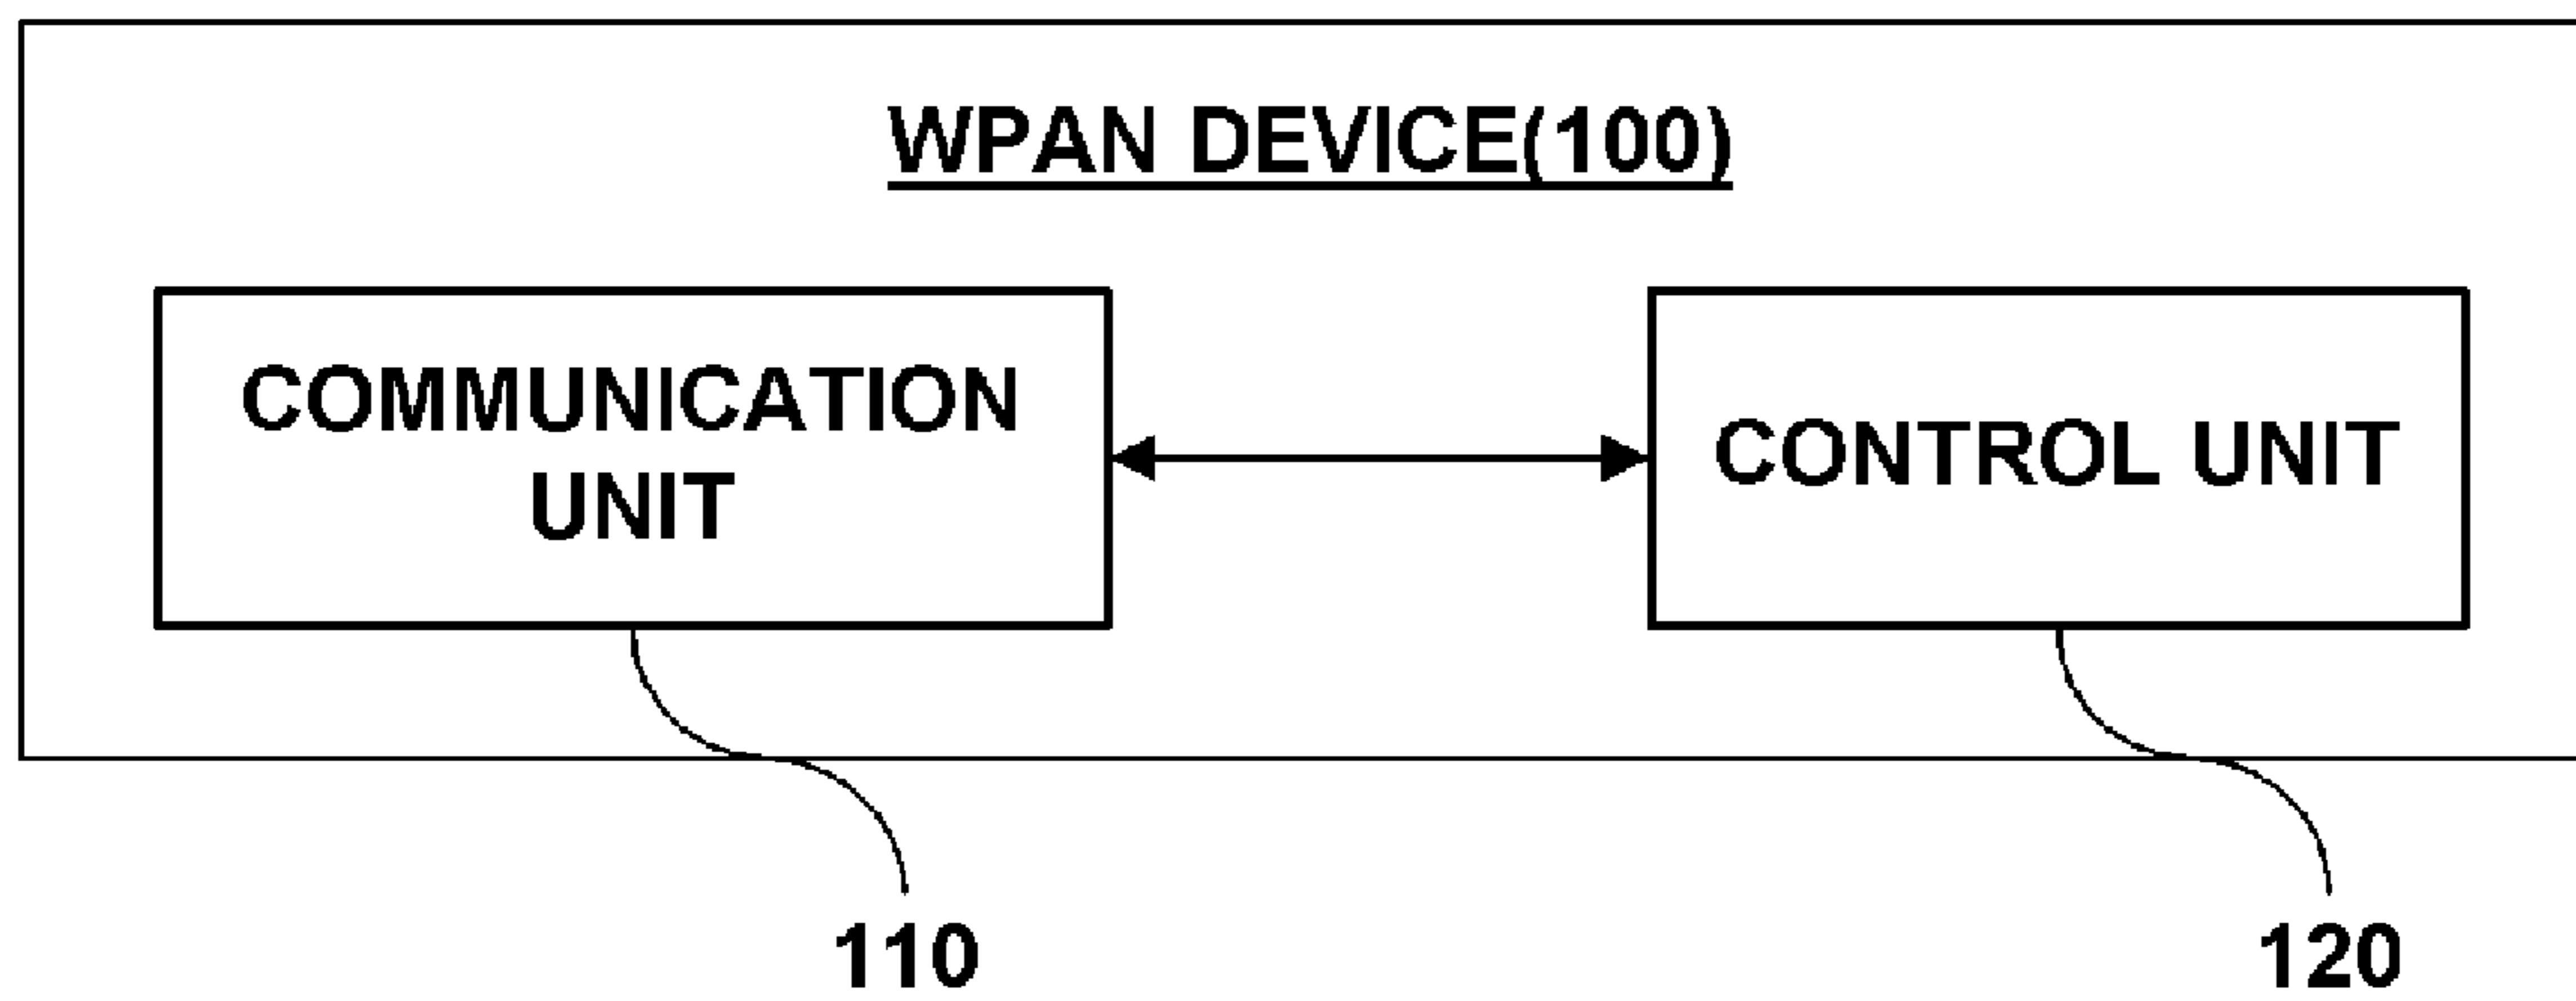 WPAN DEVICE(100)
COMMUNICATION
UNIT
CONTROL UNIT
110
120